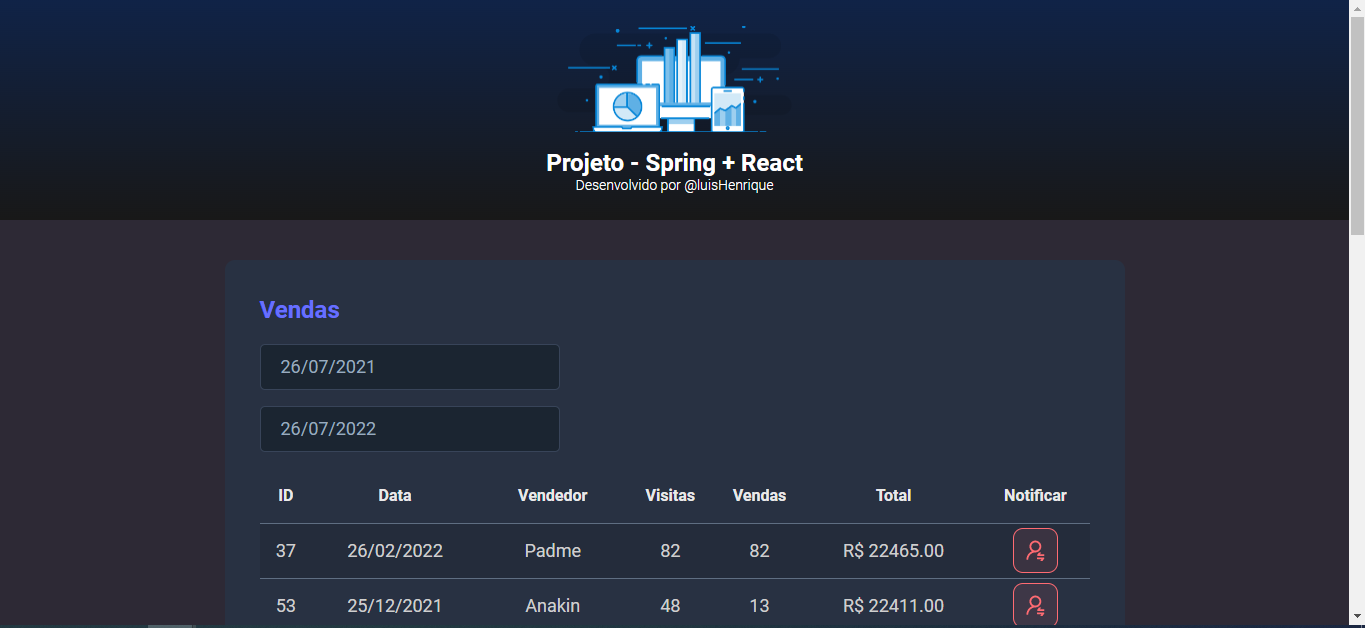 Projeto - Spring + React
Desenvolvido por @luisHenrique
Vendas
26/07/2021
26/07/2022
ID Data Vendedor Visitas Vendas Total Notificar
37 26/02/2022 Padme 82 82 R$ 22465.00
53 25/12/2021 Anakin 48 13 R$ 22411.00